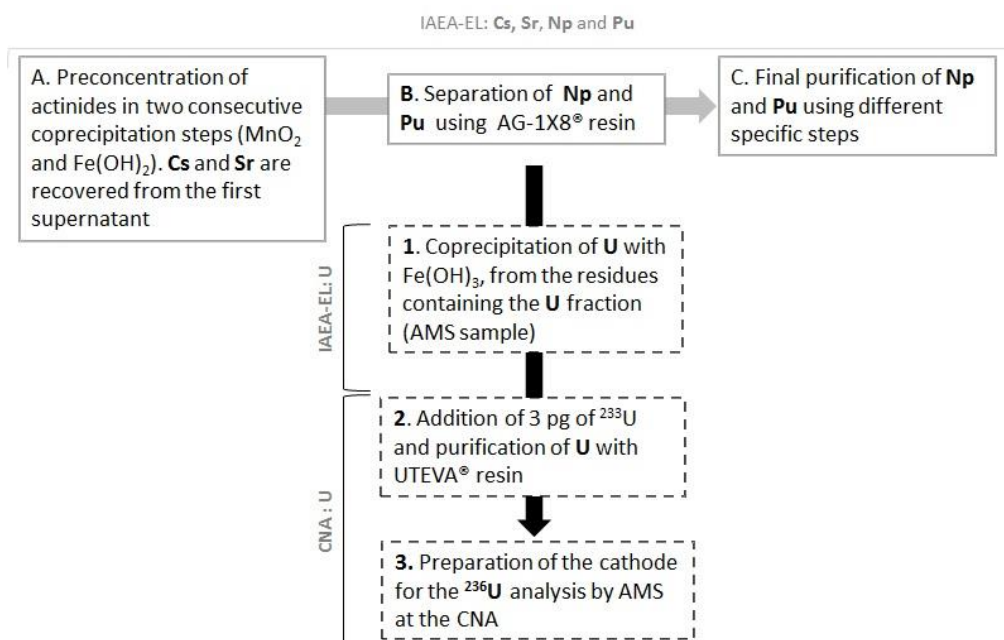 IAEA-EL: Cs, Sr, Np and Pu
A. Preconcentration of
actinides in two consecutive
coprecipitation steps (MnO₂
and Fe(OH)₂). Cs and Sr are
recovered from the first
supernatant
B. Separation of Np and
Pu using AG-1X8® resin
C. Final purification of Np
and Pu using different
specific steps
IAEA-EL: U
1. Coprecipitation of U with
Fe(OH)₃, from the residues
containing the U fraction
(AMS sample)
CNA : U
2. Addition of 3 pg of ²³³U
and purification of U with
UTEVA® resin
3. Preparation of the cathode
for the ²³⁶U analysis by AMS
at the CNA